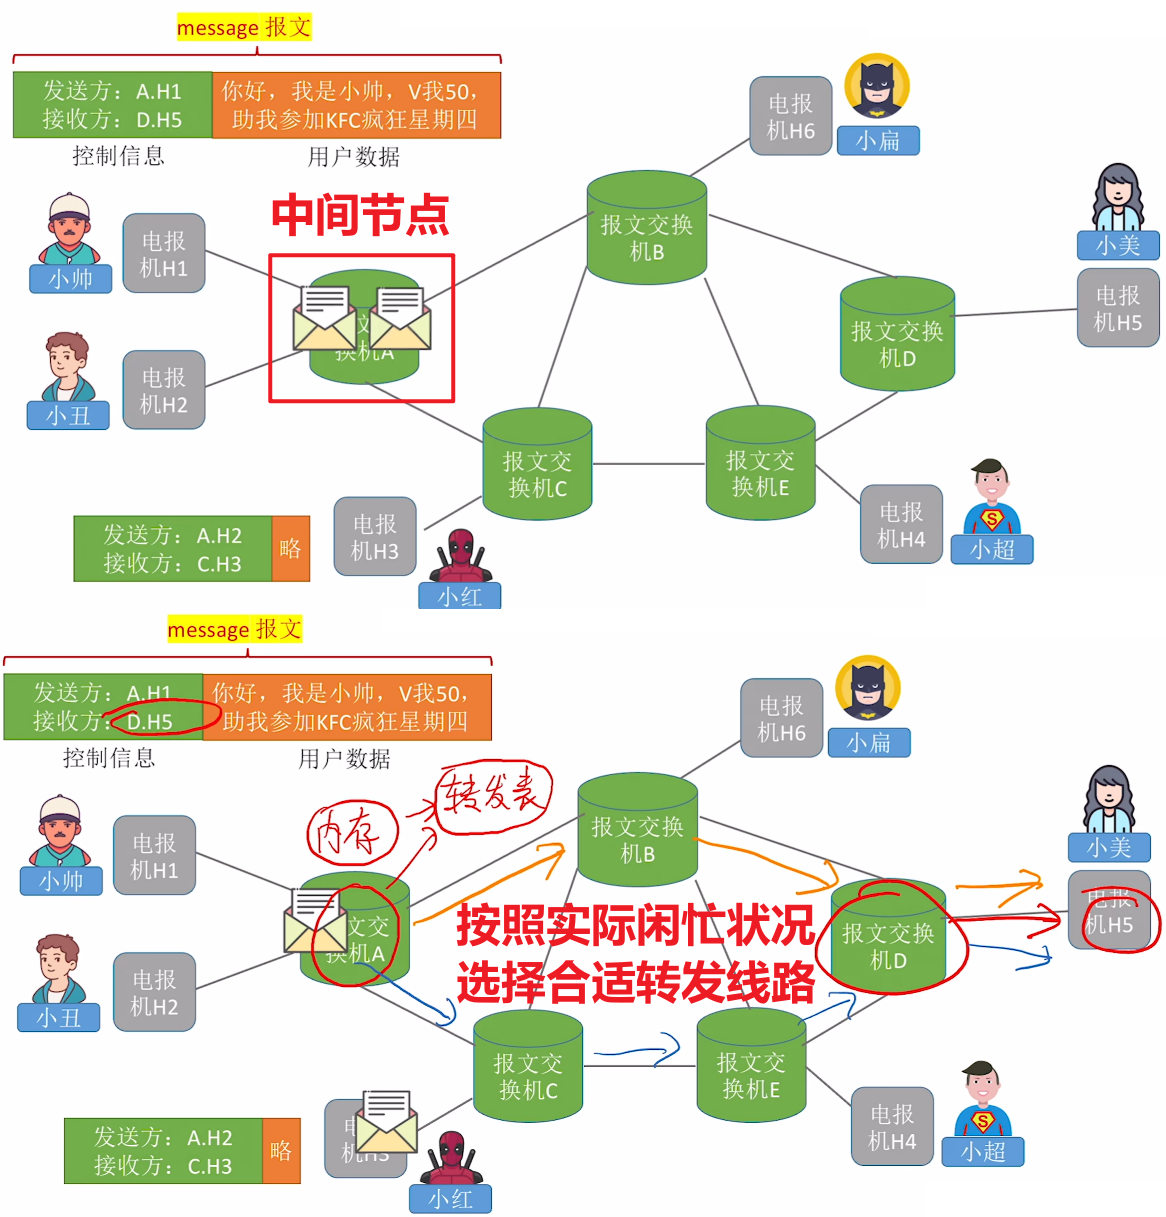 message 报文
发送方：A.H1
接收方：D.H5
你好，我是小帅，V我50，
助我参加KFC疯狂星期四
控制信息
用户数据
电报
机H6
小扁
中间节点
报文交换
机B
小美
电报
机H5
小帅
电报
机H1
文
换机A
报文交换
机D
小丑
电报
机H2
报文交
换机C
报文交
换机E
发送方：A.H2
接收方：C.H3
略
电报
机H3
小红
电报
机H4
小超
message 报文
发送方：A.H1
接收方：D.H5
你好，我是小帅，V我50，
助我参加KFC疯狂星期四
控制信息
用户数据
电报
机H6
小扁
内存
转发表
报文交换
机B
小美
电报
机H5
小帅
电报
机H1
文交
换机A
按照实际闲忙状况
选择合适转发线路
报文交换
机D
小丑
电报
机H2
报文交
换机C
报文交
换机E
发送方：A.H2
接收方：C.H3
略
电
机H3
小红
电报
机H4
小超